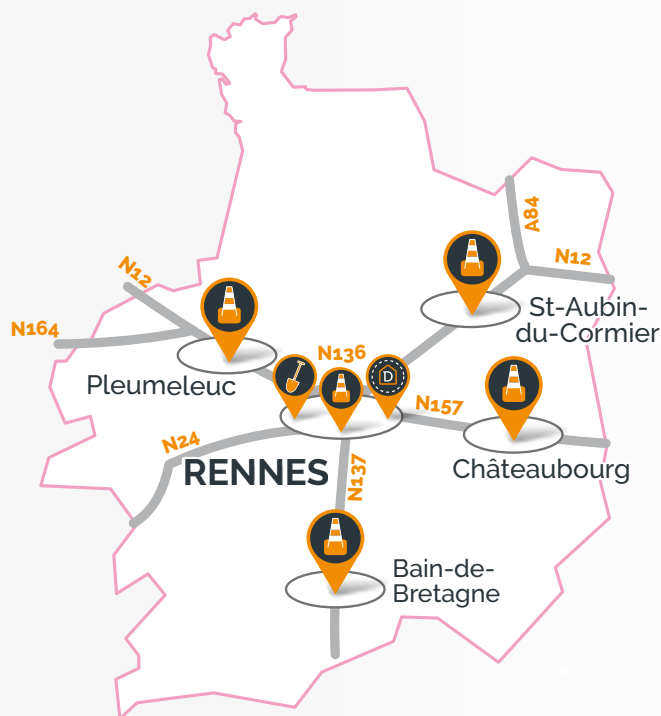 A84
N12
N12
St-Aubin-
du-Cormier
N164
N136
Pleumeleuc
D
N157
N24
RENNES
N137
Châteaubourg
Bain-de-
Bretagne